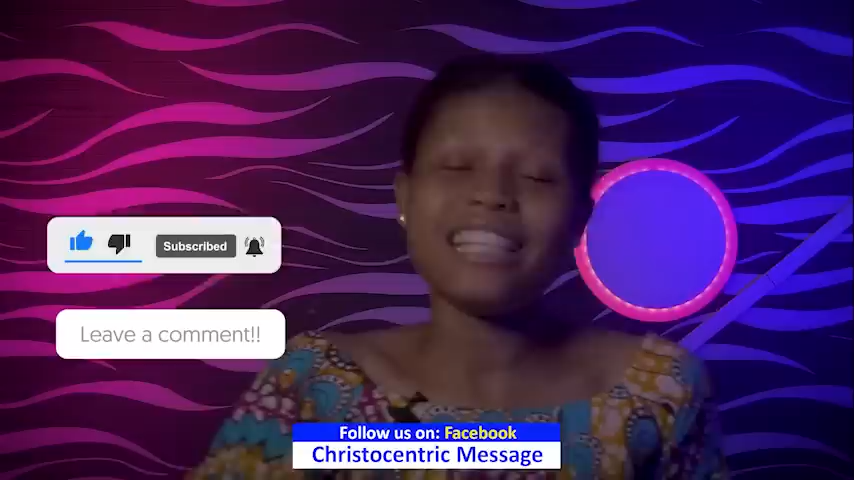 Subscribed
Leave a comment!!
Follow us on: Facebook
Christocentric Message